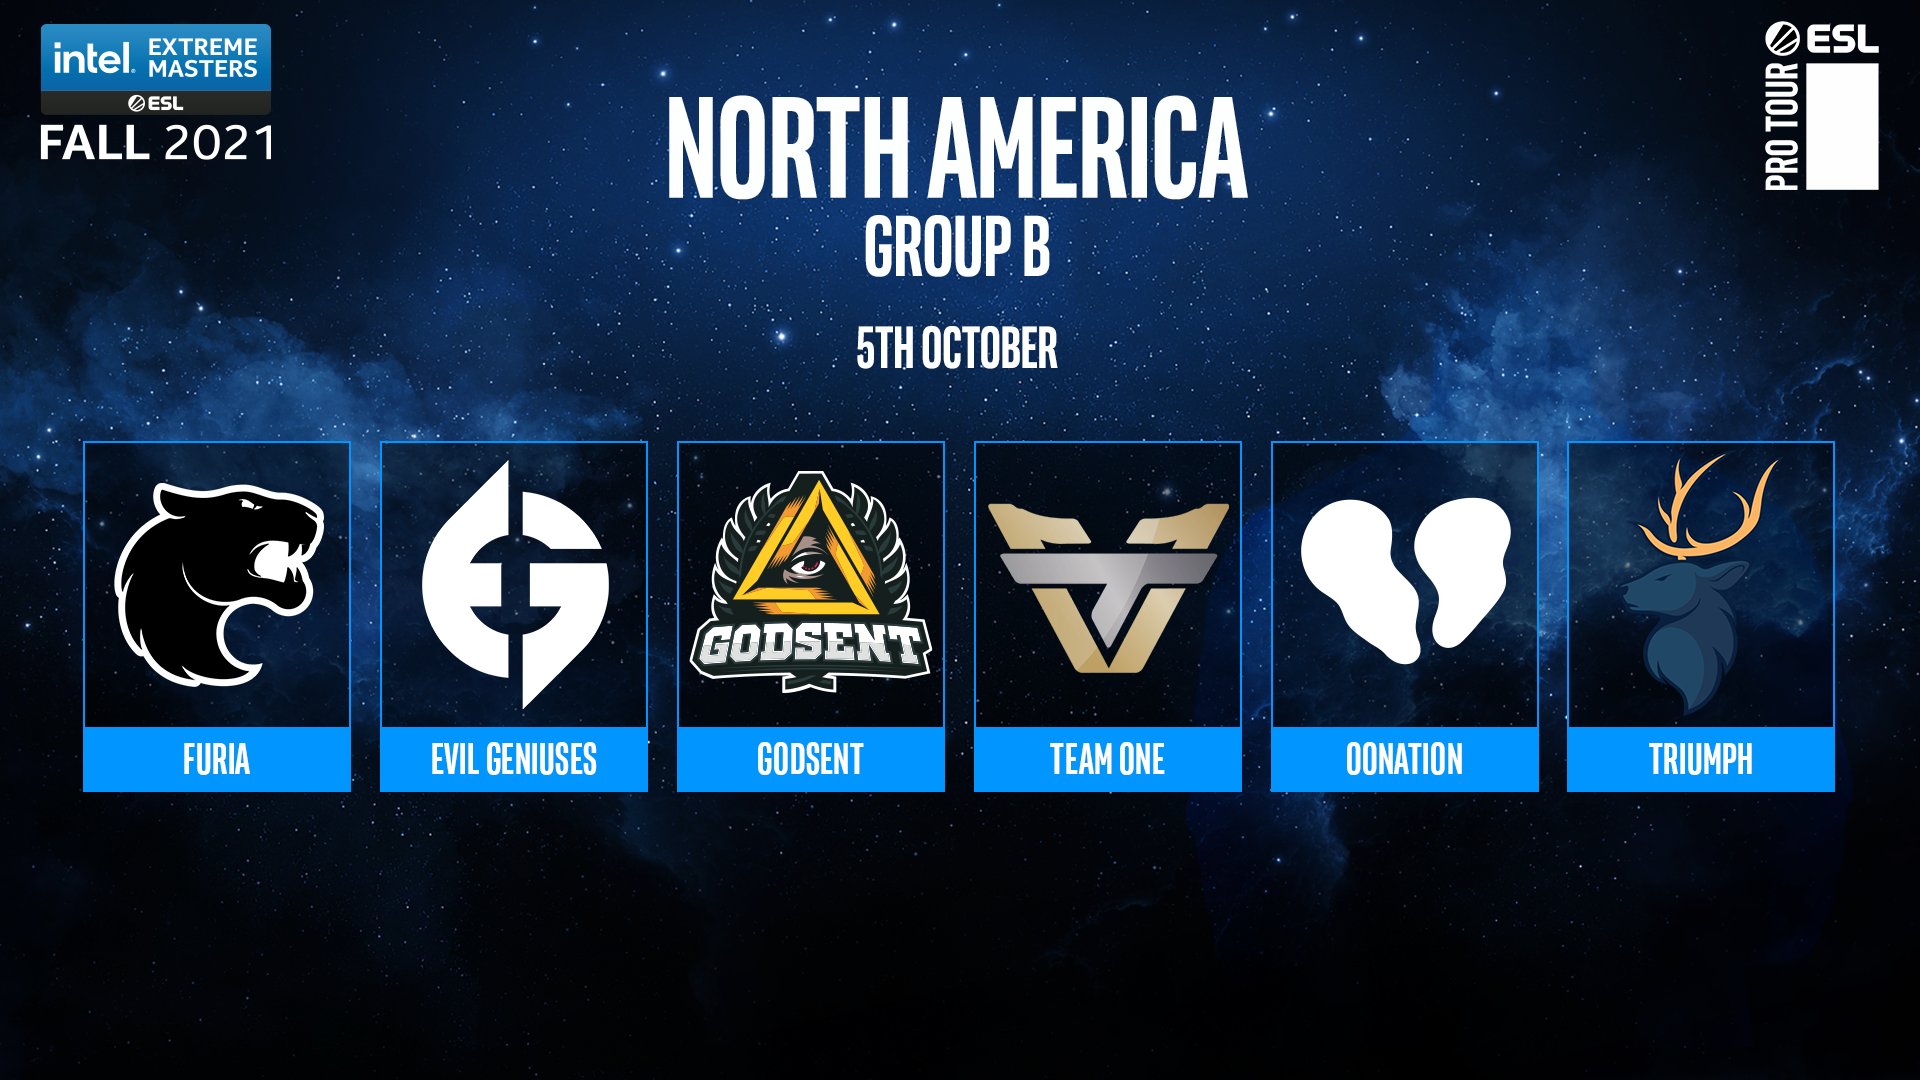 intel. EXTREME
MASTERS
ESL
FALL 2021
ESL
PRO TOUR
NORTH AMERICA
GROUP B
5TH OCTOBER
GODSENT
FURIA
EVIL GENIUSES
GODSENT
TEAM ONE
OONATION
TRIUMPH